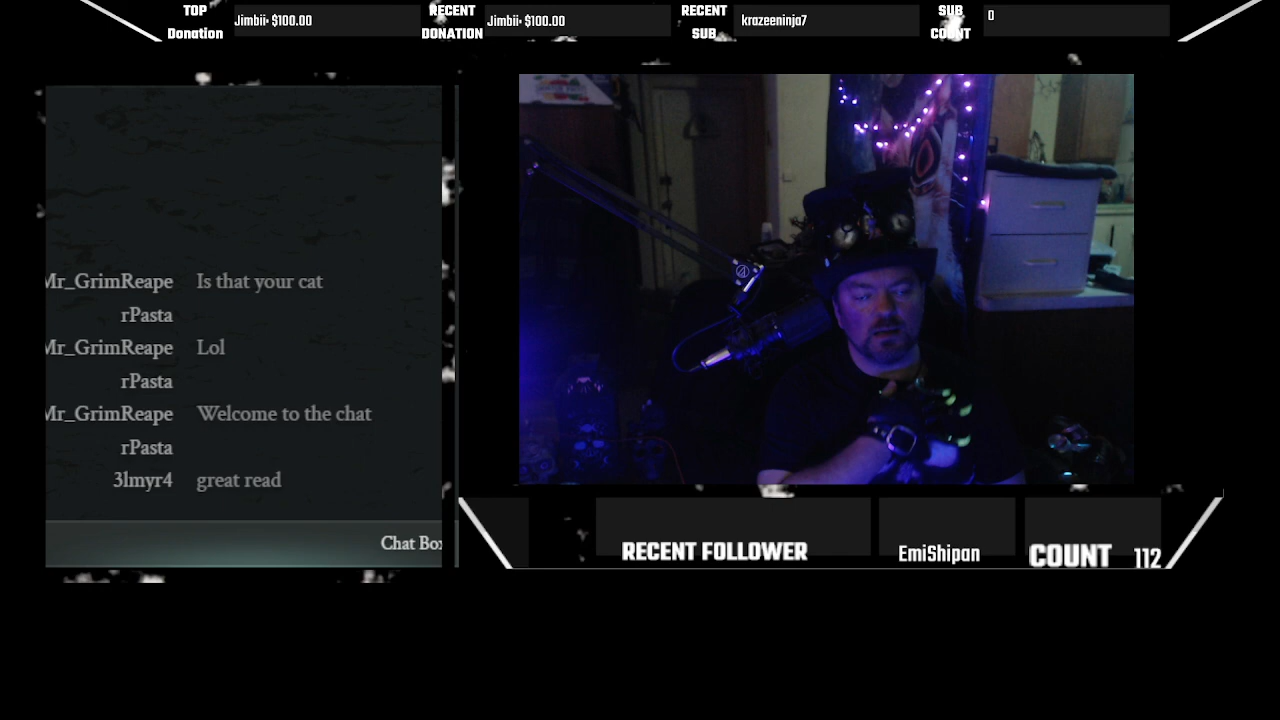 TOP
Donation
Jimbii• $100.00
RECENT
DONATION
Jimbii• $100.00
RECENT
SUB
krazeeninja7
SUB
COUNT
0
Mr_GrimReape Is that your cat
rPasta
Mr_GrimReape Lol
rPasta
Mr_GrimReape Welcome to the chat
rPasta
3lmyr4 great read
Chat Box
RECENT FOLLOWER
EmiShipan
COUNT 112